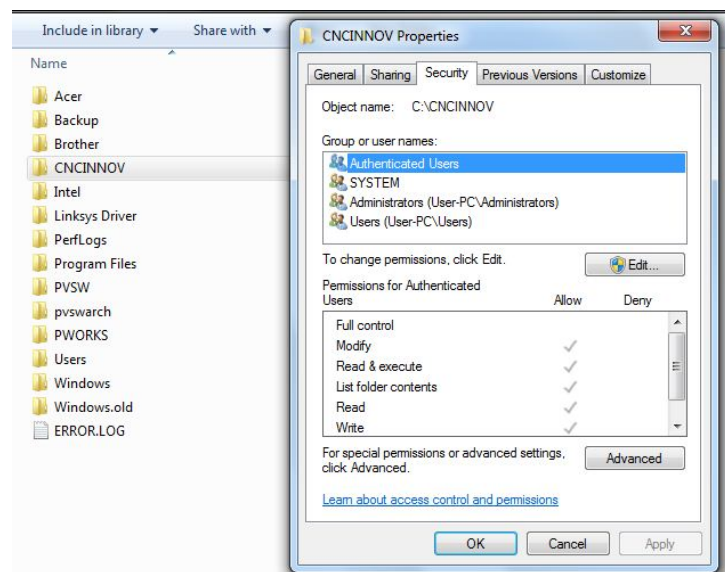 Include in library Share with
Name
Acer
Backup
Brother
CNCINNOV
Intel
Linksys Driver
PerfLogs
Program Files
PVSW
pvswarch
PWORKS
Users
Windows
Windows.old
ERROR.LOG
CNCINNOV Properties
General Sharing Security Previous Versions Customize
Object name: C:\CNCINNOV
Group or user names:
Authenticated Users
SYSTEM
Administrators (User-PC\Administrators)
Users (User-PC\Users)
To change permissions, click Edit. Edit...
Permissions for Authenticated
Users Allow Deny
Full control
Modify
Read & execute
List folder contents
Read
Write
For special permissions or advanced settings,
click Advanced. Advanced
Learn about access control and permissions
OK Cancel Apply